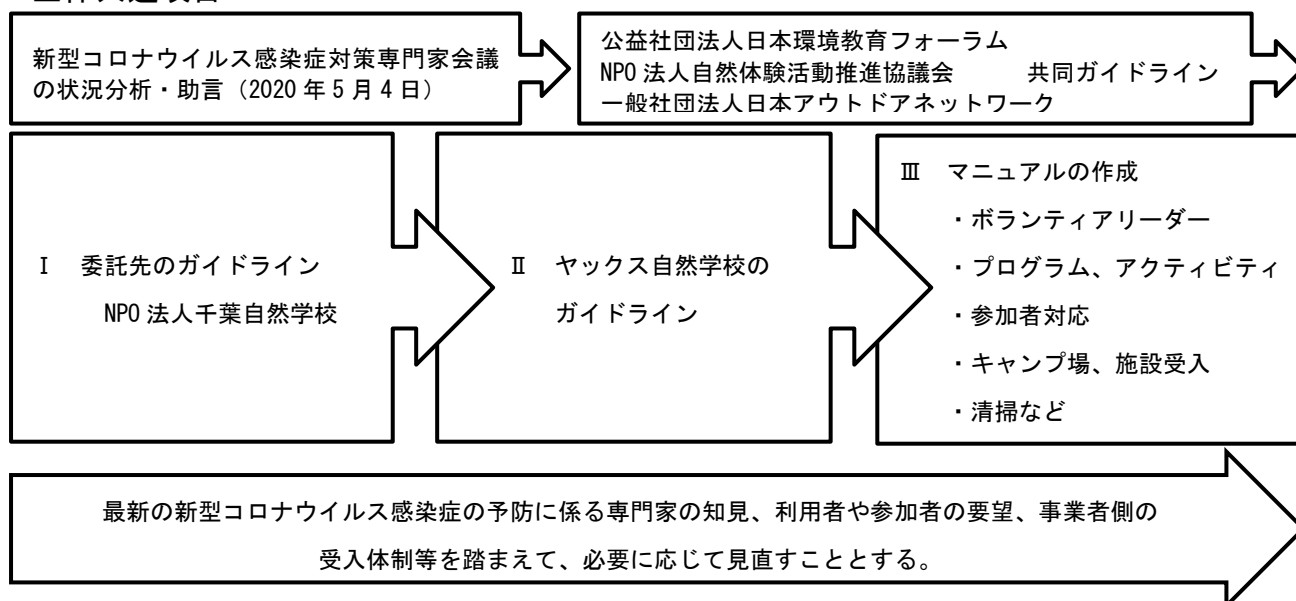 新型コロナウイルス感染症対策専門家会議
の状況分析・助言（2020 年 5 月 4 日）
公益社団法人日本環境教育フォーラム
NPO 法人自然体験活動推進協議会　　　共同ガイドライン
一般社団法人日本アウトドアネットワーク
Ⅰ　委託先のガイドライン
NPO 法人千葉自然学校
Ⅱ　ヤックス自然学校の
ガイドライン
Ⅲ　マニュアルの作成
・ボランティアリーダー
・プログラム、アクティビティ
・参加者対応
・キャンプ場、施設受入
・清掃など
最新の新型コロナウイルス感染症の予防に係る専門家の知見、利用者や参加者の要望、事業者側の
受入体制等を踏まえて、必要に応じて見直すこととする。